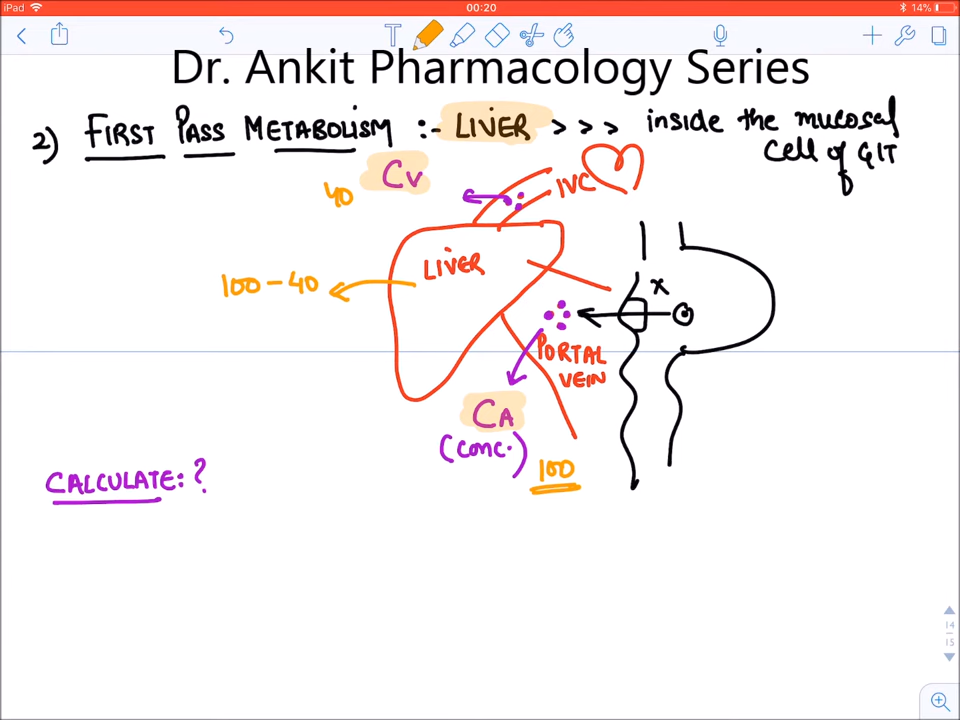 iPad
00:20
14%
T
Dr. Ankit Pharmacology Series
2) FIRST PASS METABOLISM :- LIVER > > > inside the mucosal
cell of GIT
Cv
40
IVC
LIVER
100 - 40
x
PORTAL
VEIN
CA
(conc.)
100
CALCULATE: ?
14
15